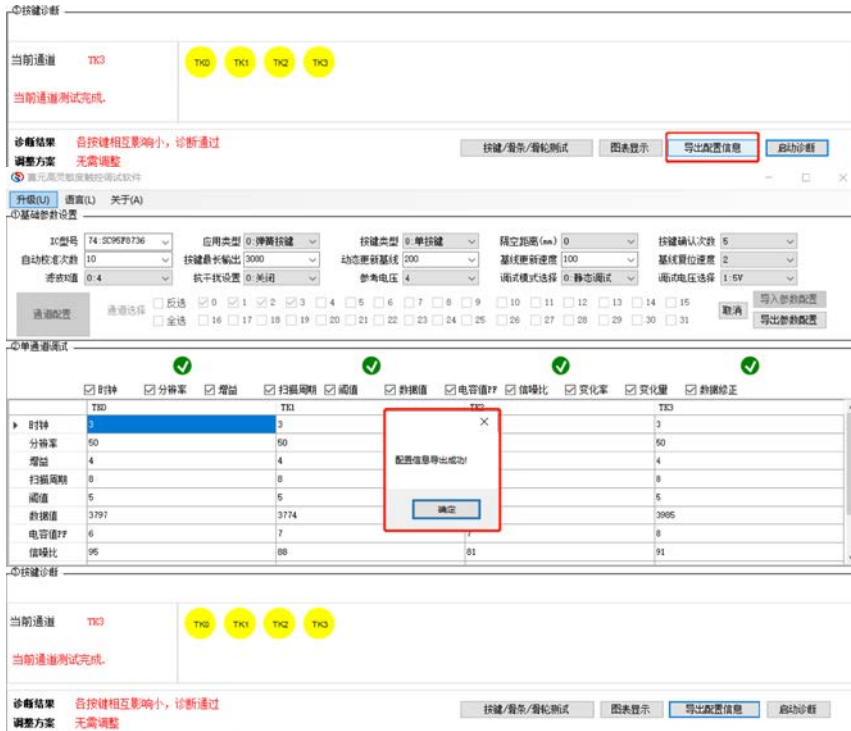 ①按键诊断
当前通道 TK3 TK0 TK1 TK2 TK3
当前通道测试完成.
诊断结果 各按键相互影响小，诊断通过
按键/滑条/滑轮测试 图表显示 导出配置信息 启动诊断
调整方案 无需调整
赛元高灵敏度触控调试软件
升级(U) 语言(L) 关于(A)
①基础参数设置
IC型号 74:SC95F8736 应用类型 0:弹簧按键 按键类型 0:单按键 隔空距离(mm) 0 按键确认次数 5
自动校准次数 10 按键最长输出 3000 动态更新基线 200 基线更新速度 100 基线复位速度 2
滤波K值 0:4 抗干扰设置 0:关闭 参考电压 4 调试模式选择 0:静态调试 调试电压选择 1:5V
通道配置 通道选择 反选 0 1 2 3 4 5 6 7 8 9 10 11 12 13 14 15 取消 导入参数配置
全选 16 17 18 19 20 21 22 23 24 25 26 27 28 29 30 31 导出参数配置
②单通道调试
时钟 分辨率 增益 扫描周期 阈值 数据值 电容值PF 信噪比 变化率 变化量 数据修正
TK0 TK1 TK2 TK3
时钟 3 3 3
分辨率 50 50 50
增益 4 4 4
扫描周期 8 8 8
阈值 5 5 5
数据值 3797 3774 3985
电容值PF 6 7 7 8
信噪比 95 88 81 91
配置信息导出成功!
确定
①按键诊断
当前通道 TK3 TK0 TK1 TK2 TK3
当前通道测试完成.
诊断结果 各按键相互影响小，诊断通过
按键/滑条/滑轮测试 图表显示 导出配置信息 启动诊断
调整方案 无需调整